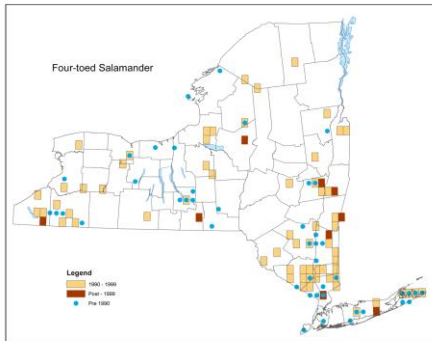 Four-toed Salamander
Legend
1990 - 1999
Post - 1999
Pre 1990